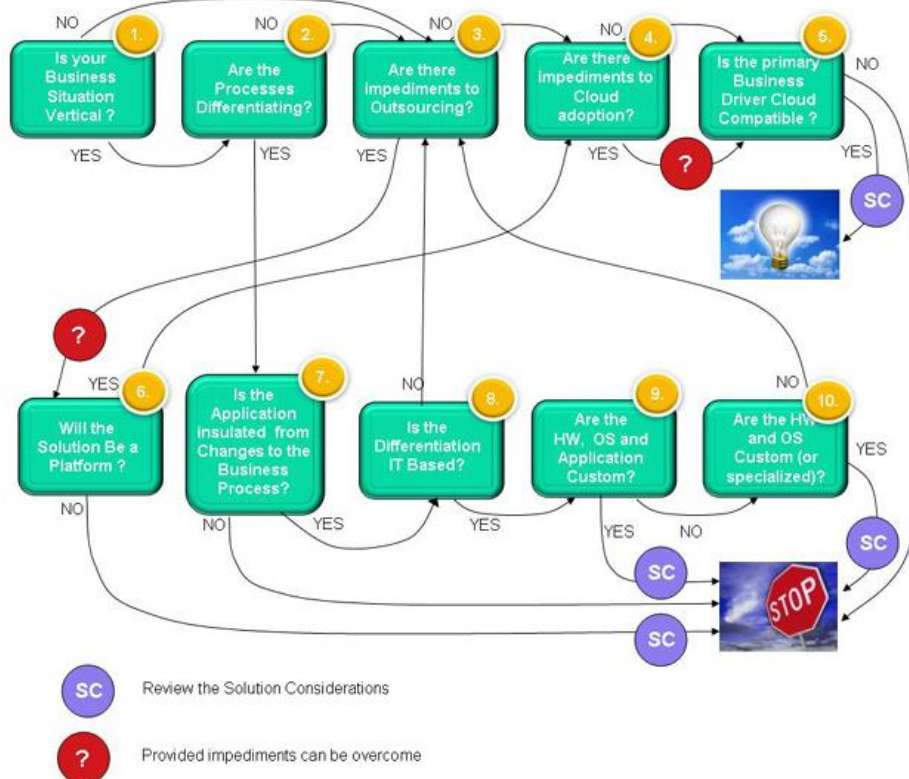 NO
NO
NO
NO
1.
2.
3.
4.
5.
Is your
Business
Situation
Vertical ?
Are the
Processes
Differentiating?
Are there
Impediments to
Outsourcing?
Are there
impediments to
Cloud
adoption?
Is the primary
Business
Driver Cloud
Compatible ?
NO
YES
YES
YES
YES
YES
?
SC
?
YES
6.
Will the
Solution Be a
Platform ?
7.
Is the
Application
insulated from
Changes to the
Business
Process?
NO
8.
Is the
Differentiation
IT Based?
9.
Are the
HW, OS and
Application
Custom?
NO
10.
Are the HW
and OS
Custom (or
specialized)?
YES
NO
NO
YES
YES
YES
NO
SC
SC
SC
STOP
SC
Review the Solution Considerations
?
Provided impediments can be overcome